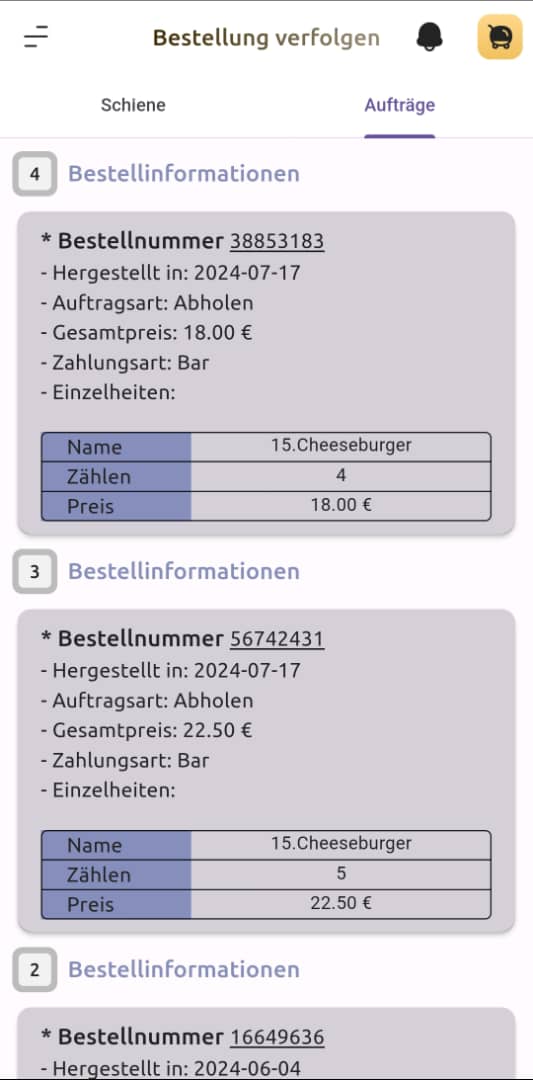 Bestellung verfolgen
Schiene
Aufträge
4 Bestellinformationen
* Bestellnummer 38853183
- Hergestellt in: 2024-07-17
- Auftragsart: Abholen
- Gesamtpreis: 18.00 €
- Zahlungsart: Bar
- Einzelheiten:
Name 15.Cheeseburger
Zählen 4
Preis 18.00 €
3 Bestellinformationen
* Bestellnummer 56742431
- Hergestellt in: 2024-07-17
- Auftragsart: Abholen
- Gesamtpreis: 22.50 €
- Zahlungsart: Bar
- Einzelheiten:
Name 15.Cheeseburger
Zählen 5
Preis 22.50 €
2 Bestellinformationen
* Bestellnummer 16649636
- Hergestellt in: 2024-06-04